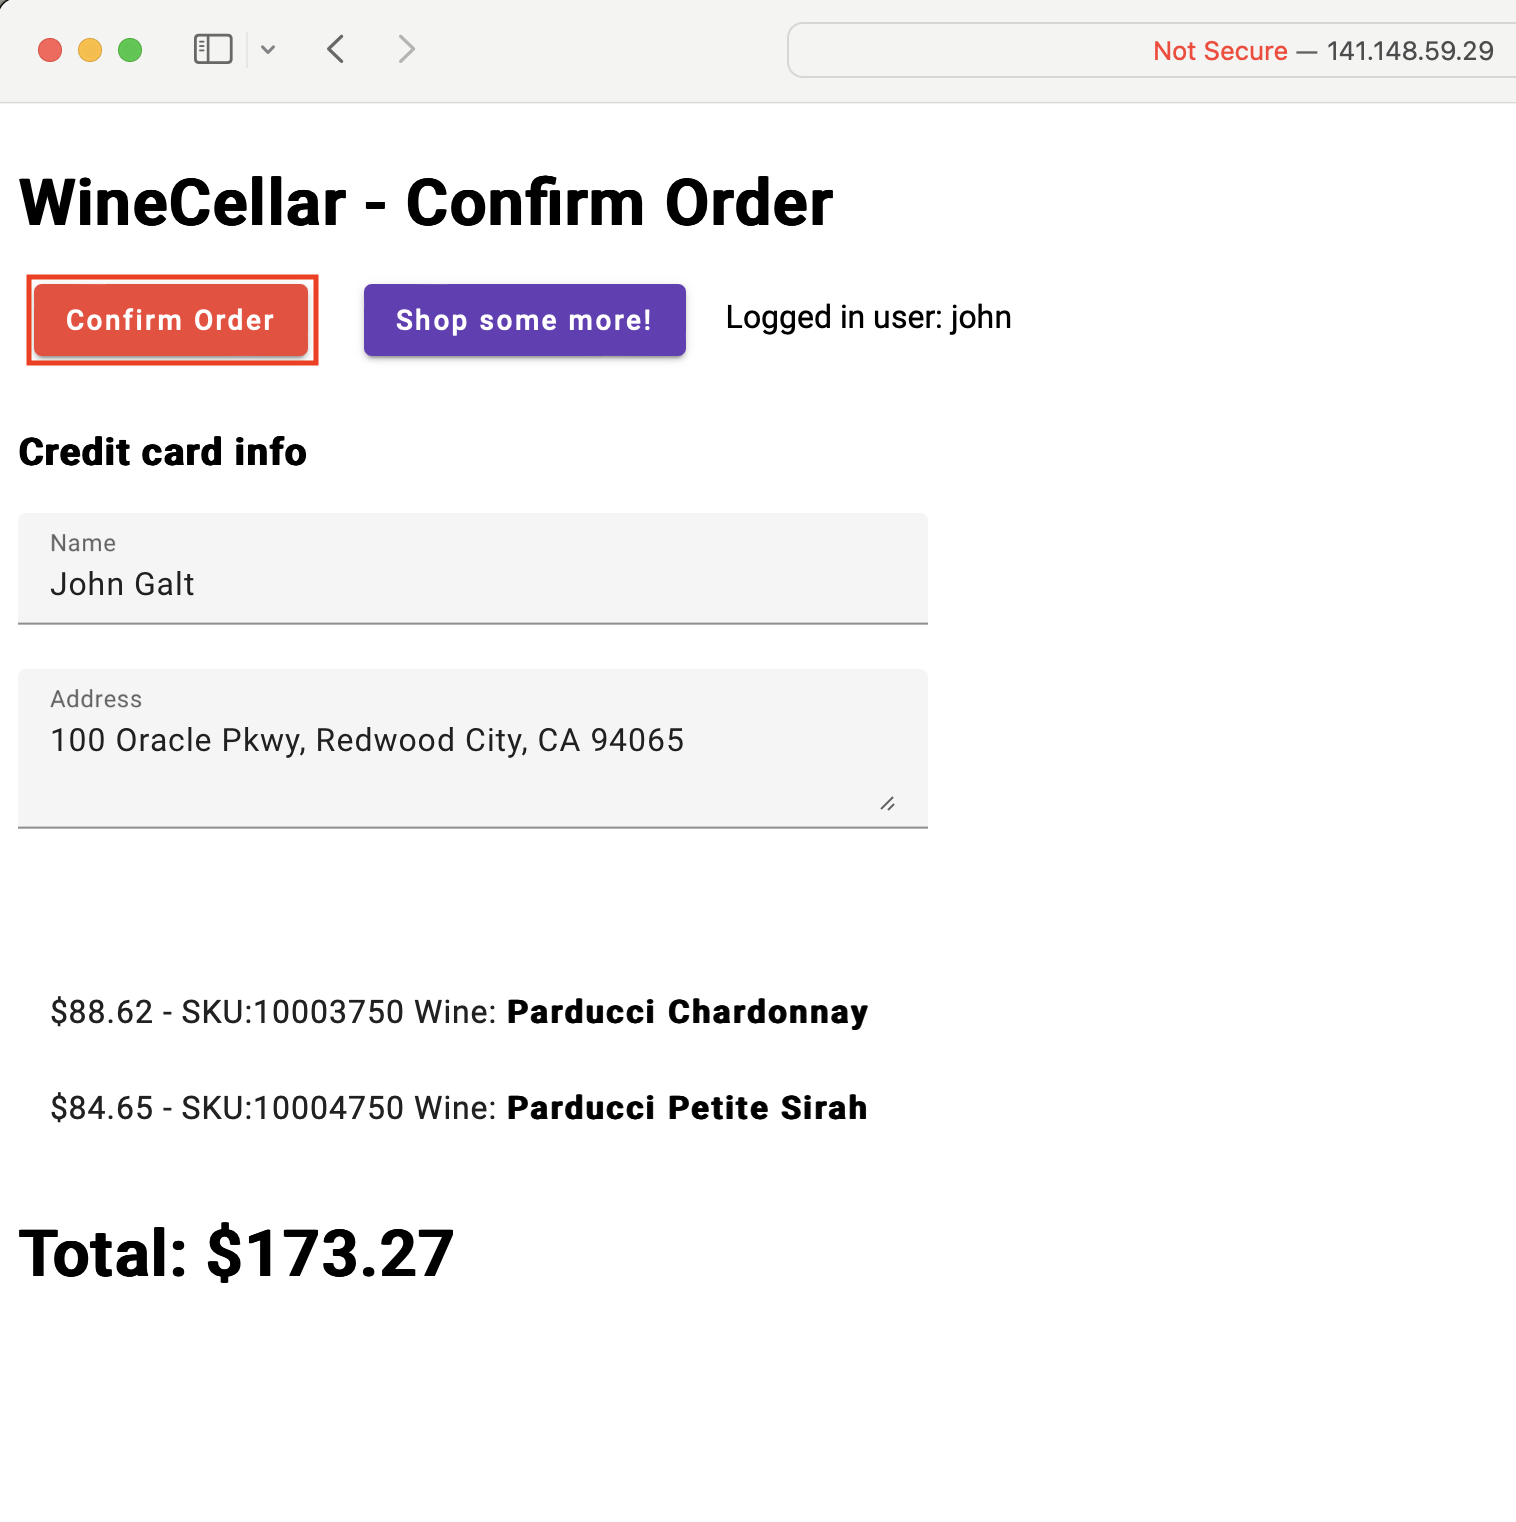 Not Secure — 141.148.59.29
WineCellar - Confirm Order
Confirm Order Shop some more! Logged in user: john
Credit card info
Name
John Galt
Address
100 Oracle Pkwy, Redwood City, CA 94065
$88.62 - SKU:10003750 Wine: Parducci Chardonnay
$84.65 - SKU:10004750 Wine: Parducci Petite Sirah
Total: $173.27